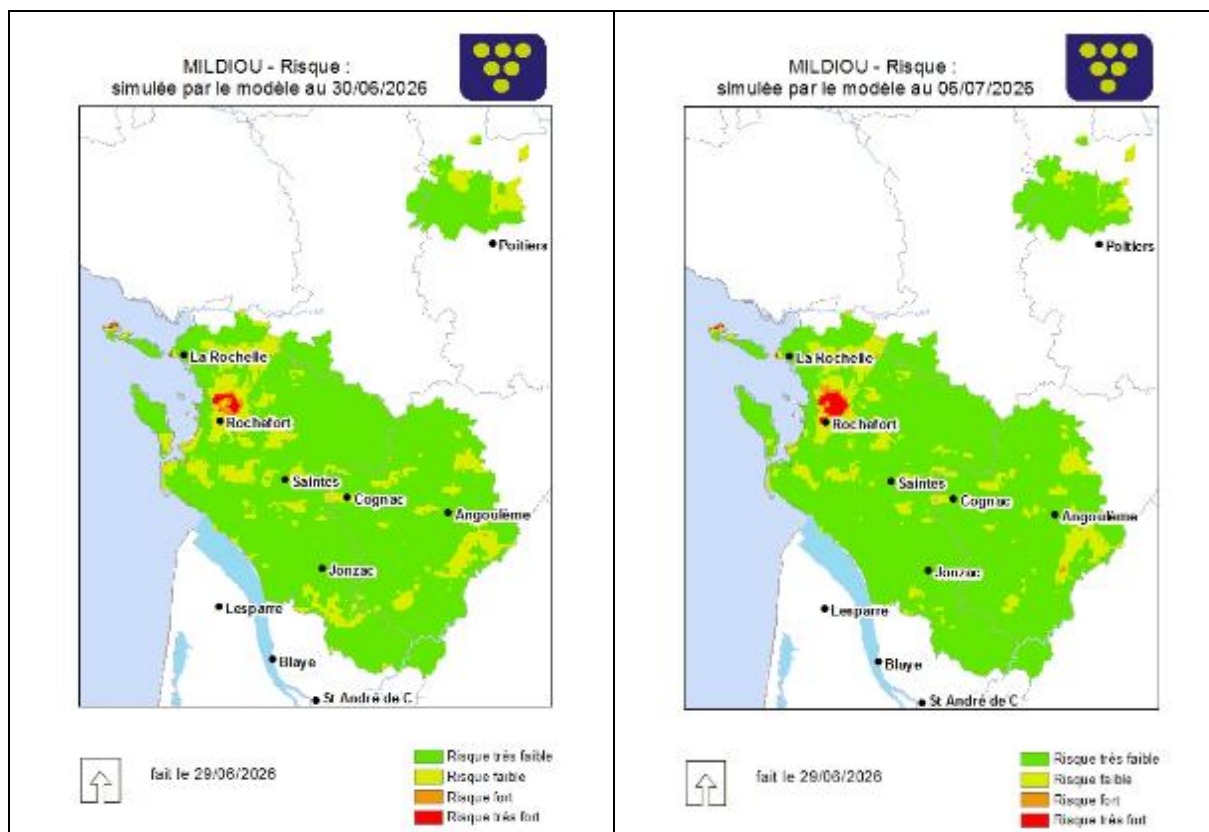 MILDIOU - Risque :
simulée par le modèle au 30/06/2026
Poitiers
La Rochelle
Rochefort
Saintes
Cognac
Angoulême
Jonzac
Lesparre
Blaye
St André de C
fait le 29/06/2026
Risque très faible
Risque faible
Risque fort
Risque très fort
MILDIOU - Risque :
simulée par le modèle au 06/07/2026
Poitiers
La Rochelle
Rochefort
Saintes
Cognac
Angoulême
Jonzac
Lesparre
Blaye
St André de C
fait le 29/06/2026
Risque très faible
Risque faible
Risque fort
Risque très fort